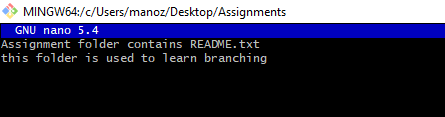 MINGW64:/c/Users/manoz/Desktop/Assignments
GNU nano 5.4
Assignment folder contains README.txt
this folder is used to learn branching